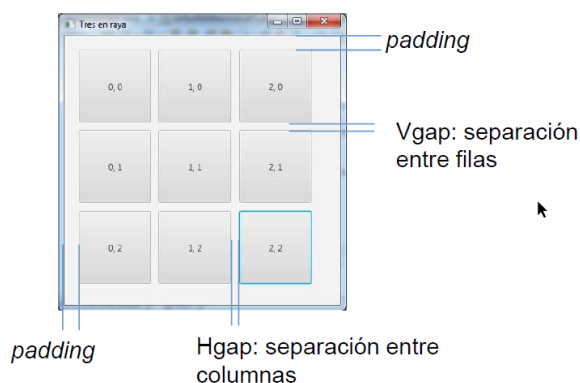 Tres en raya
padding
0, 0
1, 0
2, 0
Vgap: separación
entre filas
0, 1
1, 1
2, 1
0, 2
1, 2
2, 2
padding
Hgap: separación entre
columnas